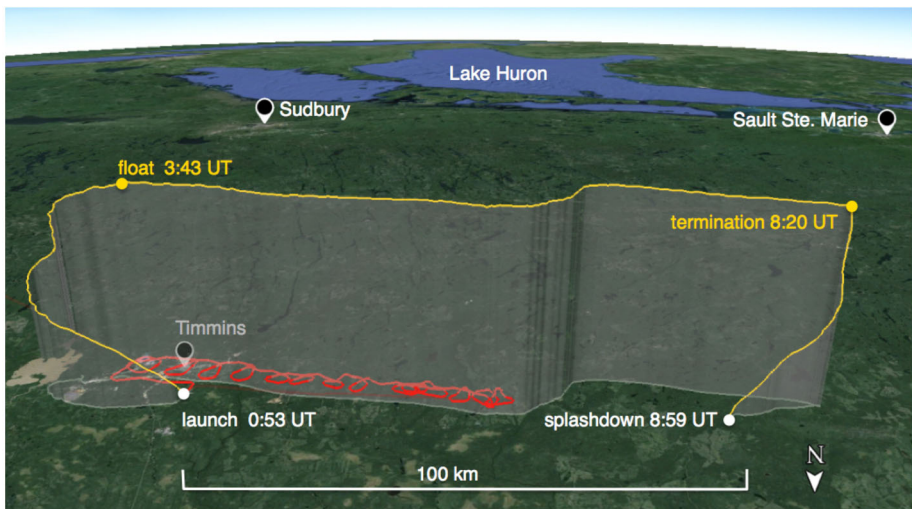 Lake Huron
Sudbury
Sault Ste. Marie
float 3:43 UT
termination 8:20 UT
Timmins
launch 0:53 UT
splashdown 8:59 UT
N
100 km